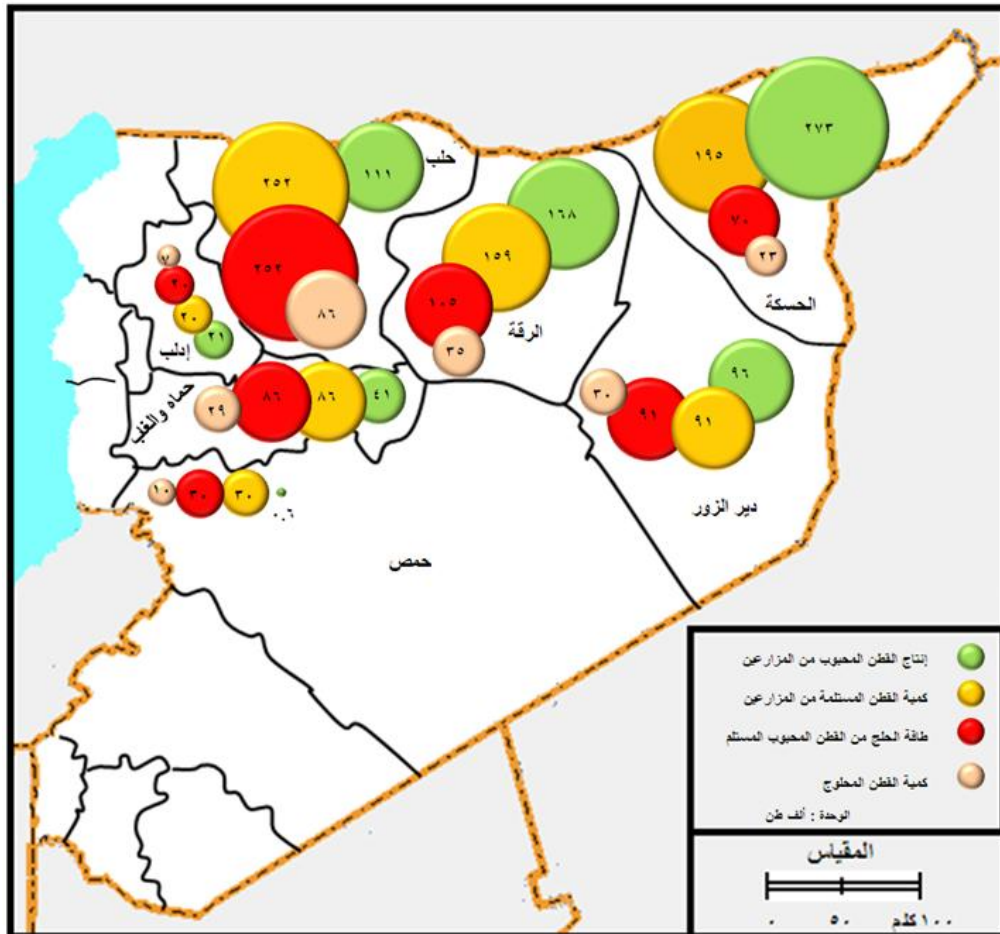 ٢٧٣
١٩٥
٧٠
٢٣
الحسكة
حلب
١١١
٢٥٢
٢٥٢
٨٦
١٦٨
١٥٩
١٠٥
٣٥
الرقة
٧
٢٠
٢٠
٢١
إدلب
٤١
٨٦
٨٦
٢٩
حماه والغاب
٩٦
٩١
٩١
٣٠
دير الزور
٠,٦
٣٠
٣٠
١٠
حمص
إنتاج القطن المحبوب من المزارعين
كمية القطن المستلمة من المزارعين
طاقة الحلج من القطن المحبوب المستلم
كمية القطن المحلوج
الوحدة : ألف طن
المقياس
٠ ٥٠ ١٠٠ كلم